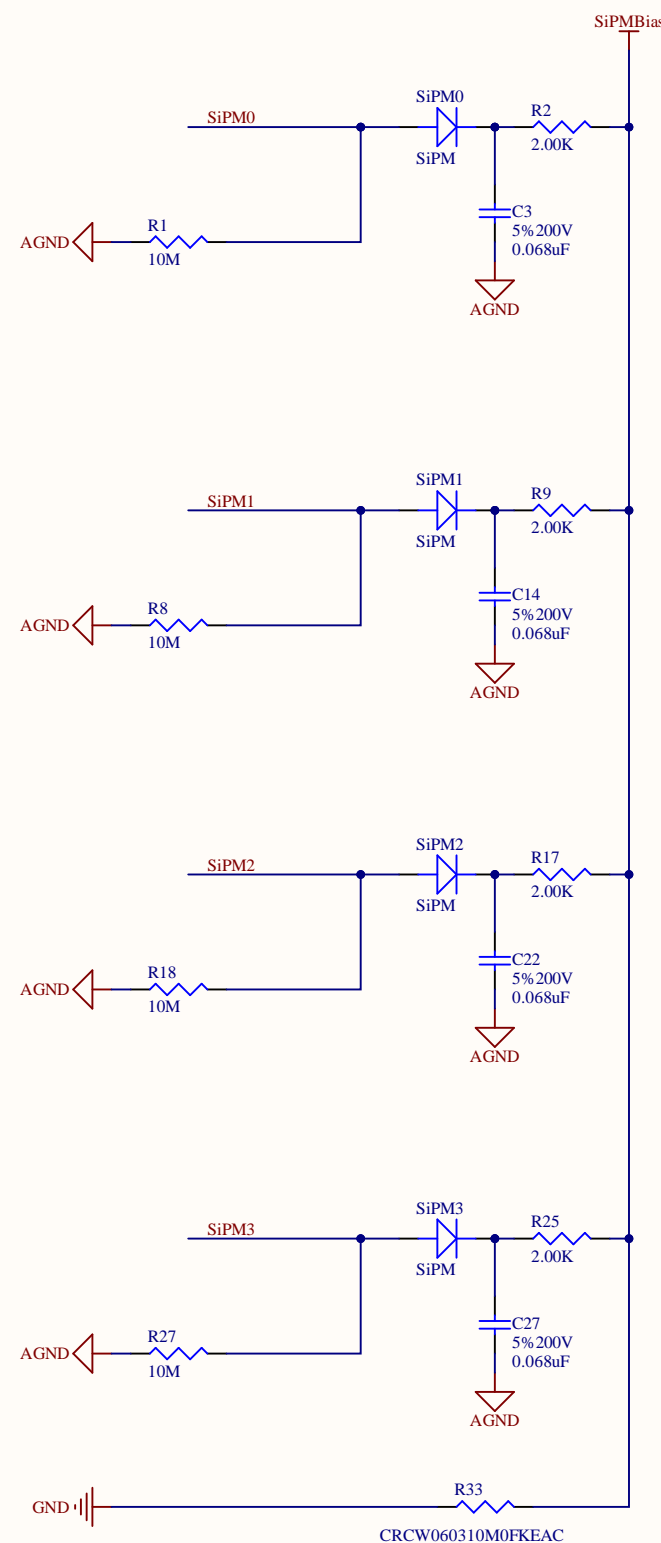 SiPMBias
SiPM0
SiPM0
R2
SiPM
2.00K
C3
5%200V
0.068uF
AGND
R1
10M
AGND
SiPM1
SiPM1
R9
SiPM
2.00K
C14
5%200V
0.068uF
AGND
R8
10M
AGND
SiPM2
SiPM2
R17
SiPM
2.00K
C22
5%200V
0.068uF
AGND
R18
10M
AGND
SiPM3
SiPM3
R25
SiPM
2.00K
C27
5%200V
0.068uF
AGND
R27
10M
AGND
GND
R33
CRCW060310M0FKEAC